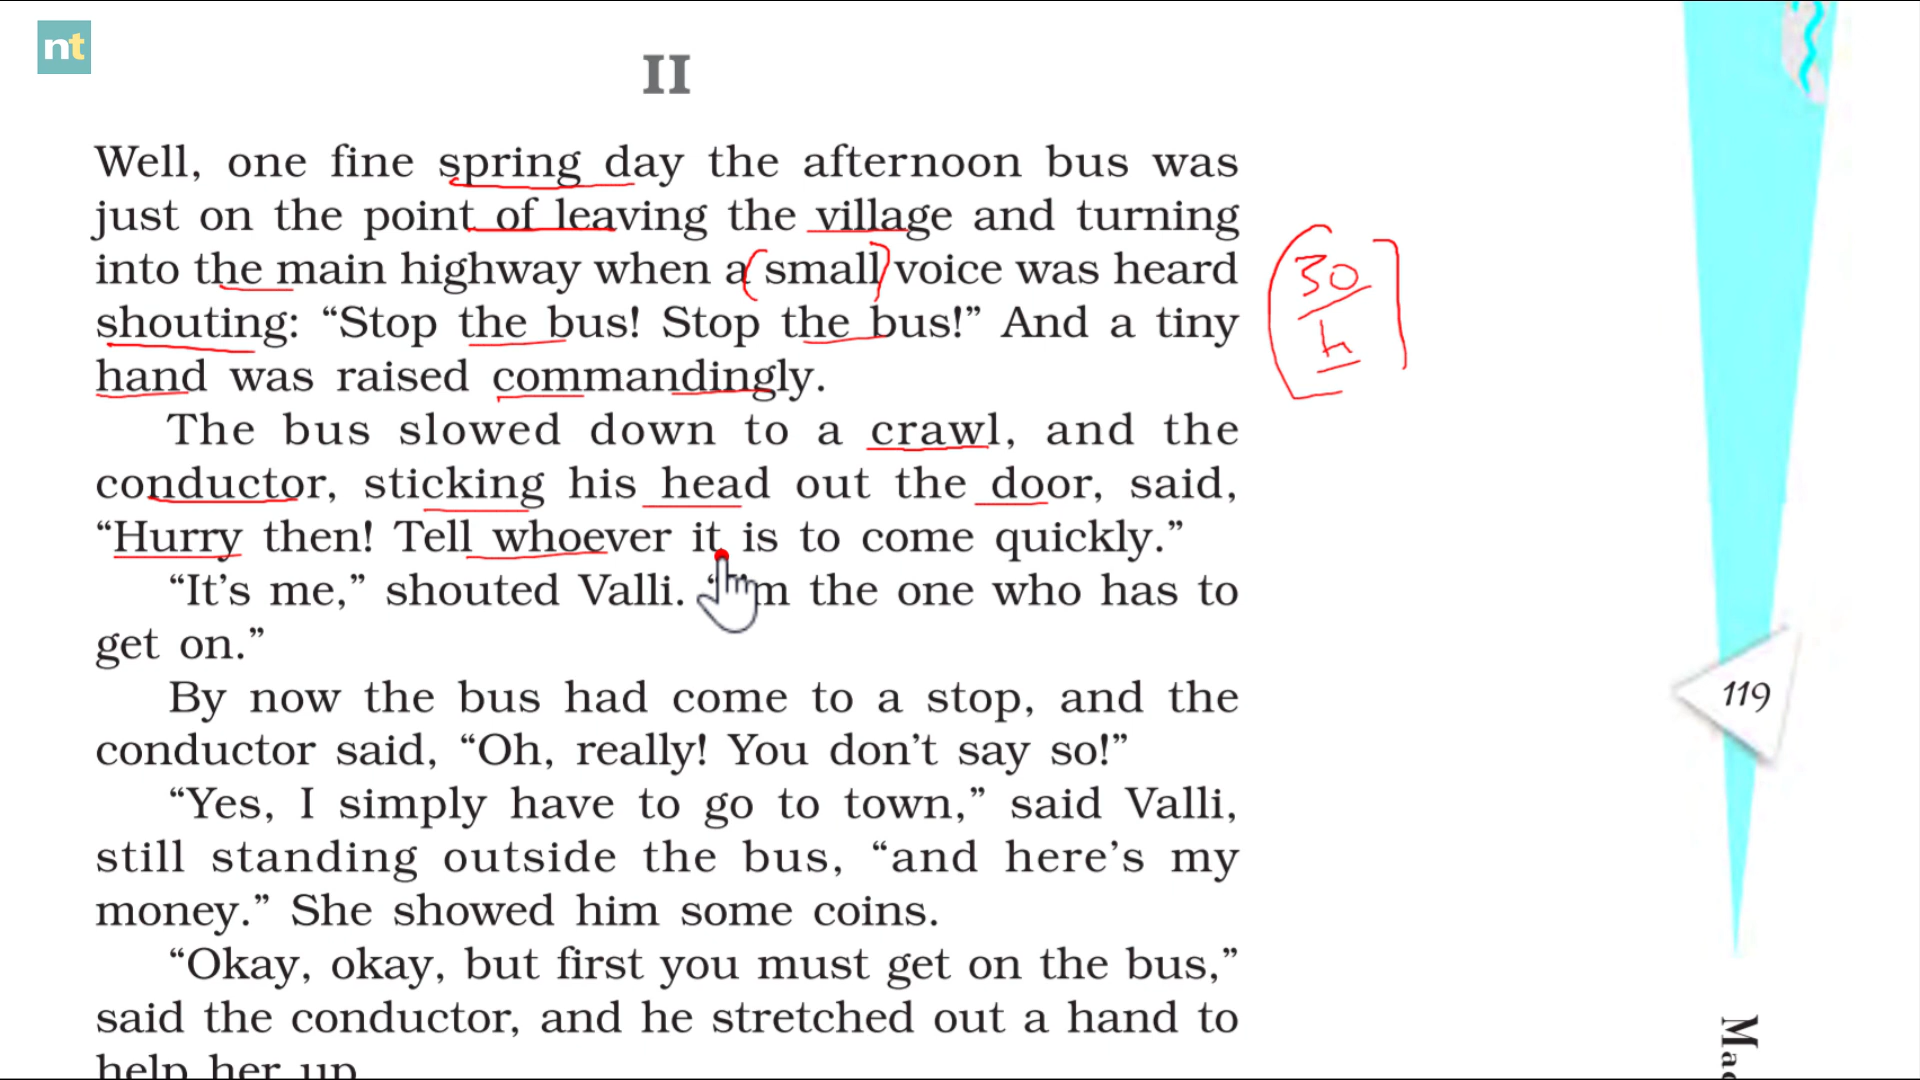 nt
II
Well, one fine spring day the afternoon bus was
just on the point of leaving the village and turning
into the main highway when a (small) voice was heard
shouting: “Stop the bus! Stop the bus!” And a tiny
hand was raised commandingly.
30
h
The bus slowed down to a crawl, and the
conductor, sticking his head out the door, said,
“Hurry then! Tell whoever it is to come quickly.”
“It’s me,” shouted Valli. “I’m the one who has to
get on.”
By now the bus had come to a stop, and the
conductor said, “Oh, really! You don’t say so!”
“Yes, I simply have to go to town,” said Valli,
still standing outside the bus, “and here’s my
money.” She showed him some coins.
“Okay, okay, but first you must get on the bus,”
said the conductor, and he stretched out a hand to
help her up
119